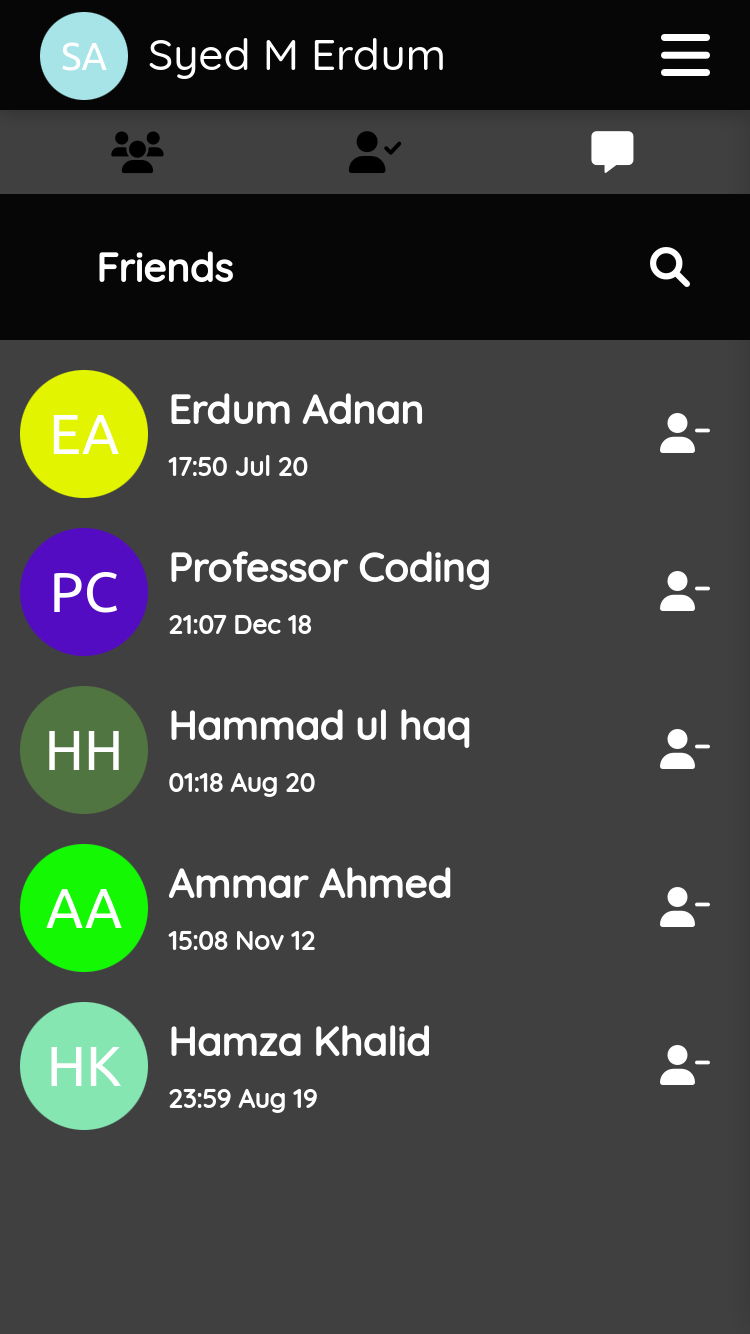 SA Syed M Erdum
Friends
EA Erdum Adnan
17:50 Jul 20
PC Professor Coding
21:07 Dec 18
HH Hammad ul haq
01:18 Aug 20
AA Ammar Ahmed
15:08 Nov 12
HK Hamza Khalid
23:59 Aug 19